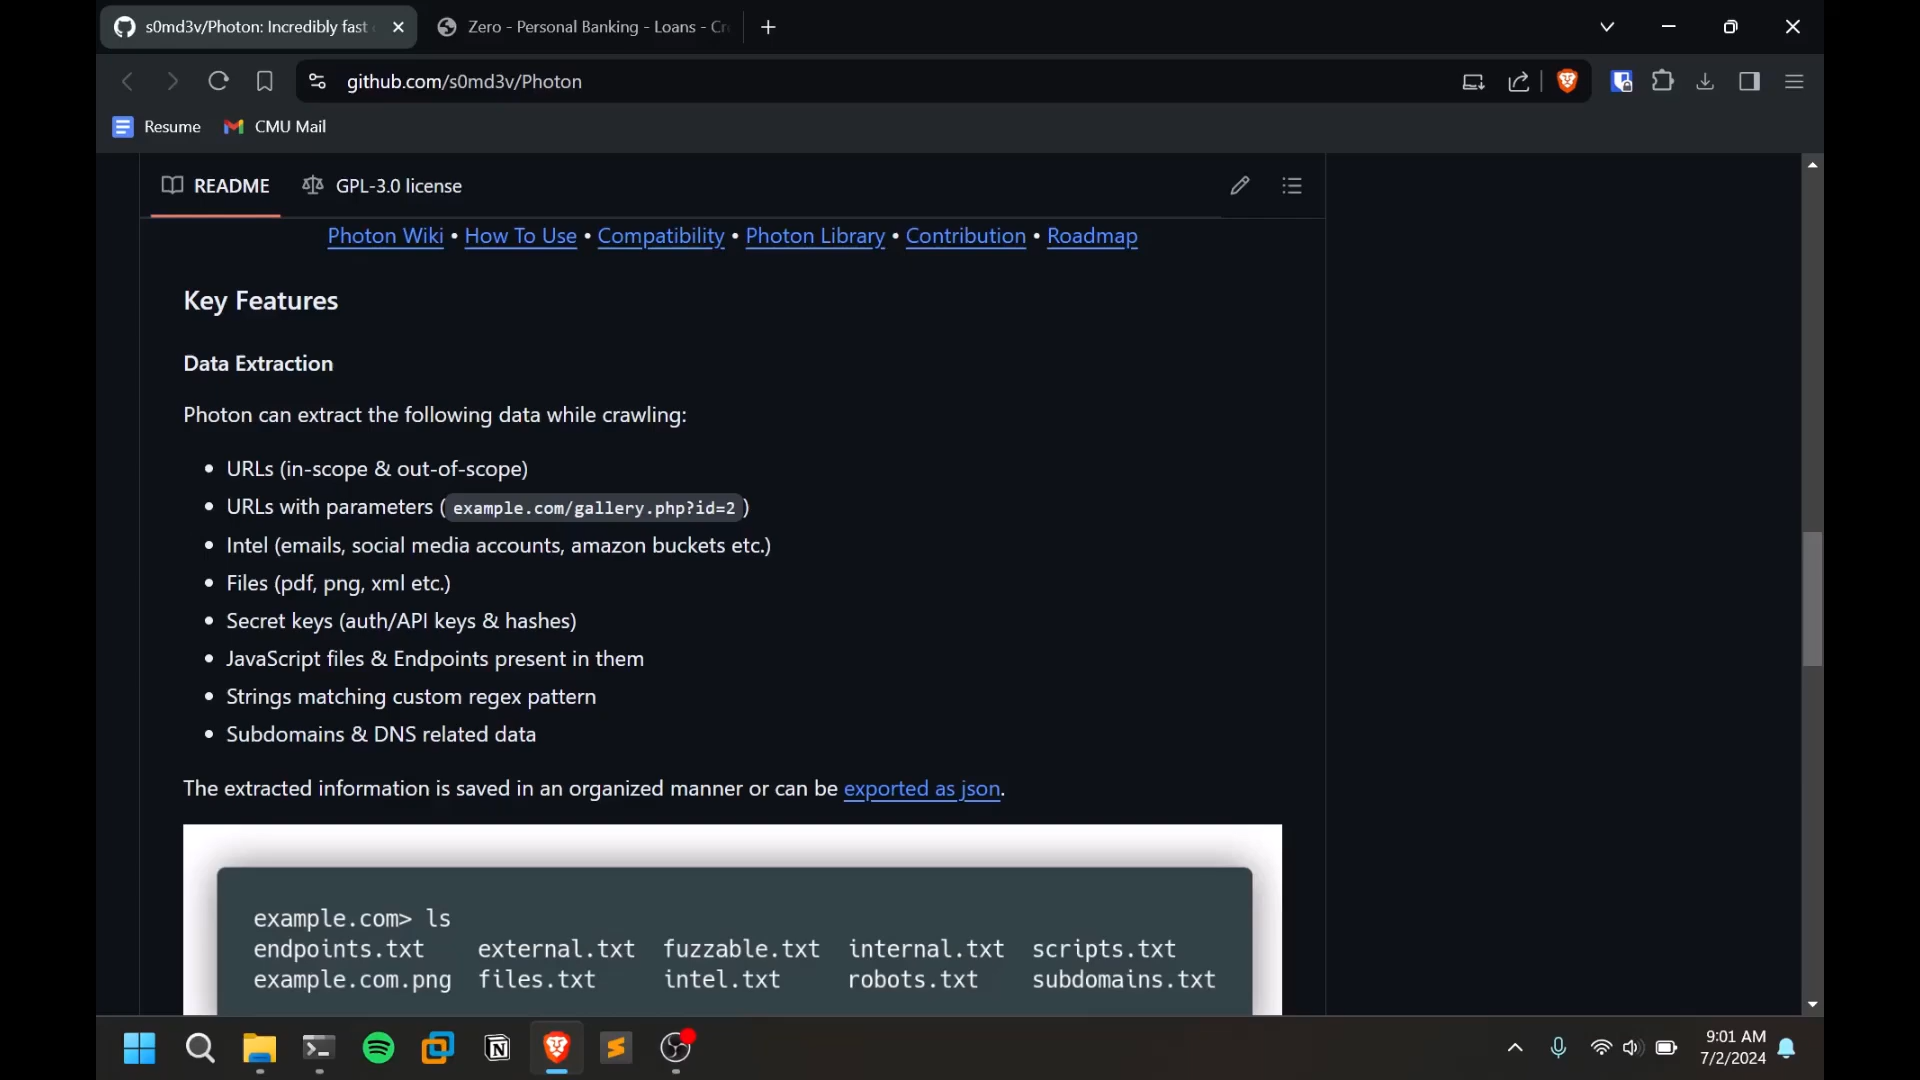 s0md3v/Photon: Incredibly fast
Zero - Personal Banking - Loans - Cr
github.com/s0md3v/Photon
Resume
CMU Mail
README
GPL-3.0 license
Photon Wiki • How To Use • Compatibility • Photon Library • Contribution • Roadmap
Key Features
Data Extraction
Photon can extract the following data while crawling:
• URLs (in-scope & out-of-scope)
• URLs with parameters ( example.com/gallery.php?id=2 )
• Intel (emails, social media accounts, amazon buckets etc.)
• Files (pdf, png, xml etc.)
• Secret keys (auth/API keys & hashes)
• JavaScript files & Endpoints present in them
• Strings matching custom regex pattern
• Subdomains & DNS related data
The extracted information is saved in an organized manner or can be exported as json.
example.com> ls
endpoints.txt external.txt fuzzable.txt internal.txt scripts.txt
example.com.png files.txt intel.txt robots.txt subdomains.txt
9:01 AM
7/2/2024